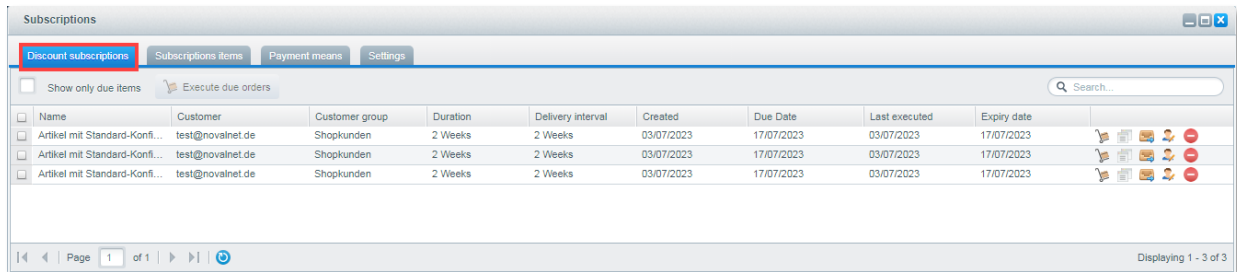 Subscriptions
Discount subscriptions Subscriptions items Payment means Settings
Show only due items Execute due orders Search...
Name Customer Customer group Duration Delivery interval Created Due Date Last executed Expiry date
Artikel mit Standard-Konfi... test@novalnet.de Shopkunden 2 Weeks 2 Weeks 03/07/2023 17/07/2023 03/07/2023 17/07/2023
Artikel mit Standard-Konfi... test@novalnet.de Shopkunden 2 Weeks 2 Weeks 03/07/2023 17/07/2023 03/07/2023 17/07/2023
Artikel mit Standard-Konfi... test@novalnet.de Shopkunden 2 Weeks 2 Weeks 03/07/2023 17/07/2023 03/07/2023 17/07/2023
Page 1 of 1 Displaying 1 - 3 of 3